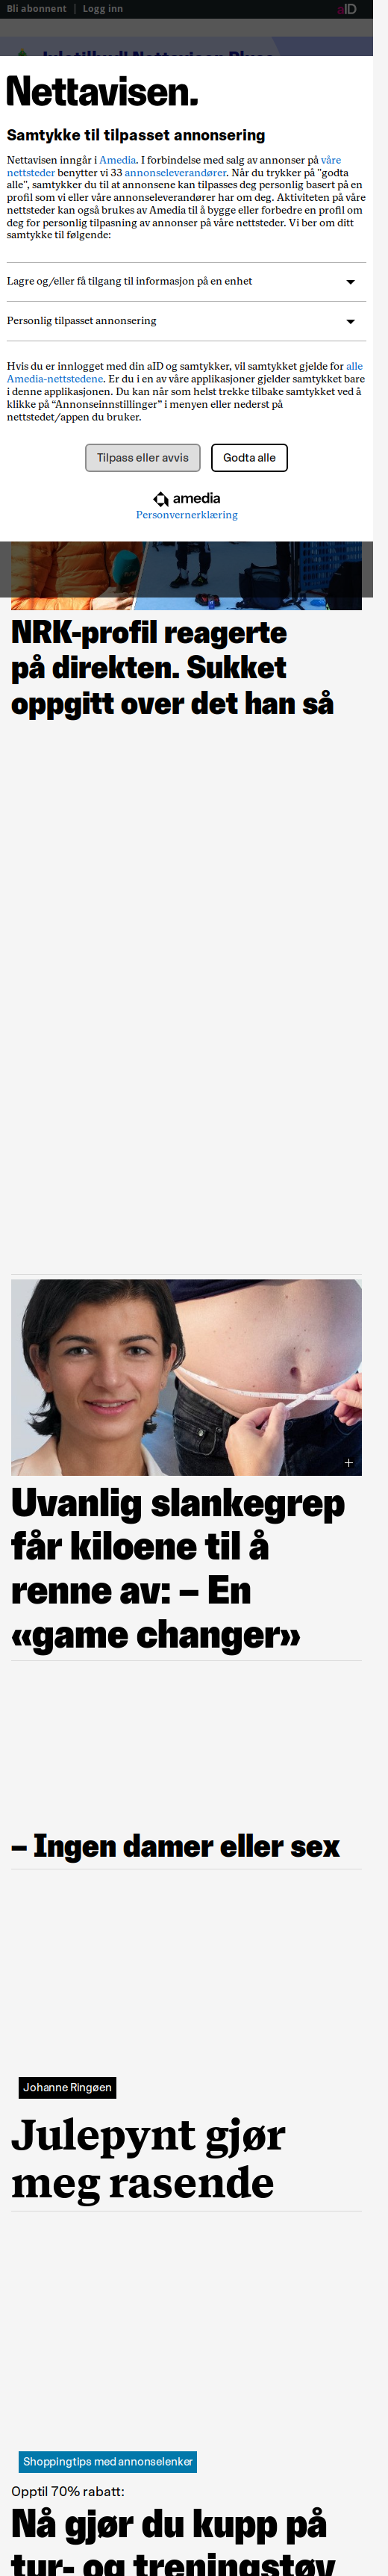 Bli abonnent | Logg inn
aID
Nettavisen.
Samtykke til tilpasset annonsering
Nettavisen inngår i Amedia. I forbindelse med salg av annonser på våre
nettsteder benytter vi 33 annonseleverandører. Når du trykker på "godta
alle", samtykker du til at annonsene kan tilpasses deg personlig basert på en
profil som vi eller våre annonseleverandører har om deg. Aktiviteten på våre
nettsteder kan også brukes av Amedia til å bygge eller forbedre en profil om
deg for personlig tilpasning av annonser på våre nettsteder. Vi ber om ditt
samtykke til følgende:
Lagre og/eller få tilgang til informasjon på en enhet
Personlig tilpasset annonsering
Hvis du er innlogget med din aID og samtykker, vil samtykket gjelde for alle
Amedia-nettstedene. Er du i en av våre applikasjoner gjelder samtykket bare
i denne applikasjonen. Du kan når som helst trekke tilbake samtykket ved å
klikke på “Annonseinnstillinger” i menyen eller nederst på
nettstedet/appen du bruker.
Tilpass eller avvis
Godta alle
amedia
Personvernerklæring
NRK-profil reagerte
på direkten. Sukket
oppgitt over det han så
Uvanlig slankegrep
får kiloene til å
renne av: – En
«game changer»
– Ingen damer eller sex
Johanne Ringøen
Julepynt gjør
meg rasende
Shoppingtips med annonselenker
Opptil 70% rabatt:
Nå gjør du kupp på
tur- og treningstøy